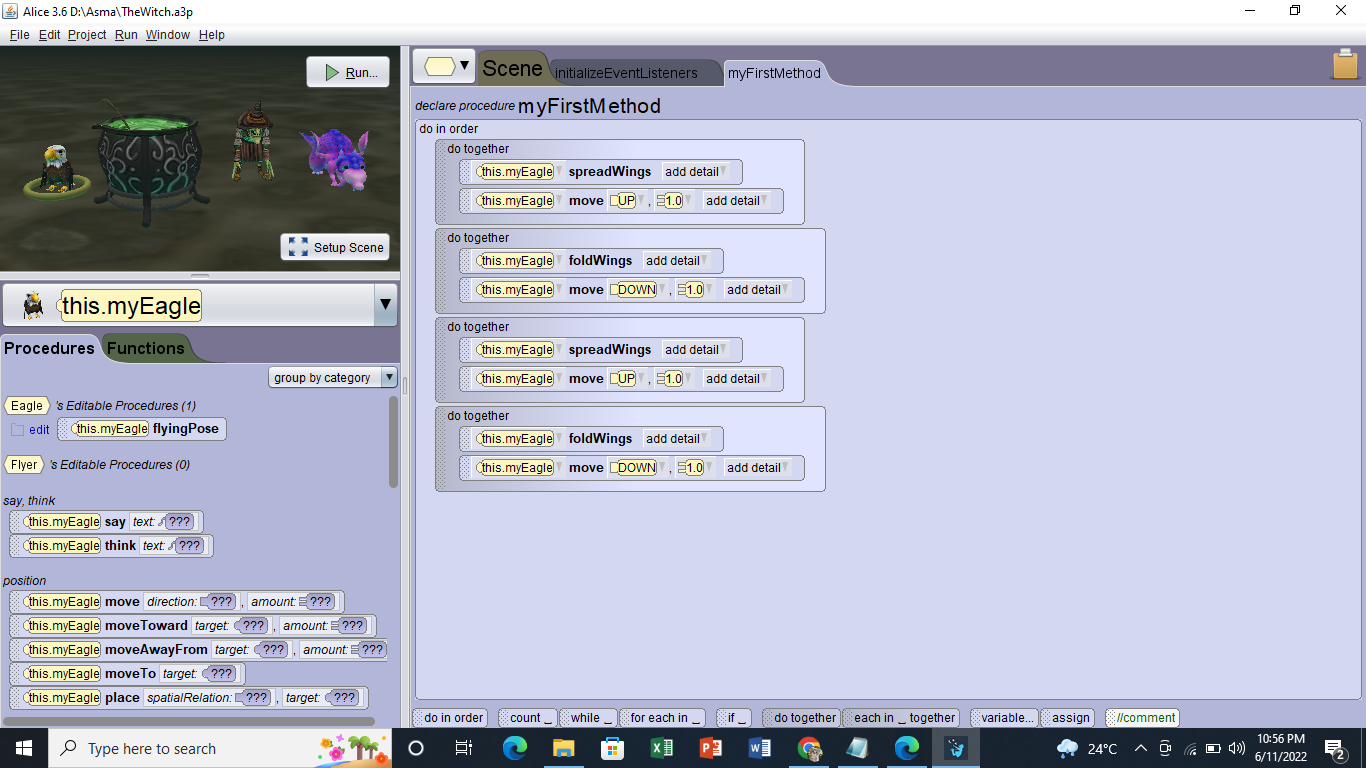 Alice 3.6 D:\Asma\TheWitch.a3p
File Edit Project Run Window Help
Run...
Setup Scene
this.myEagle
Procedures Functions
group by category
Eagle 's Editable Procedures (1)
edit this.myEagle flyingPose
Flyer 's Editable Procedures (0)
say, think
this.myEagle say text: ???
this.myEagle think text: ???
position
this.myEagle move direction: ??? , amount: ???
this.myEagle moveToward target: ??? , amount: ???
this.myEagle moveAwayFrom target: ??? , amount: ???
this.myEagle moveTo target: ???
this.myEagle place spatialRelation: ??? , target: ???
Scene initializeEventListeners myFirstMethod
declare procedure myFirstMethod
do in order
do together
this.myEagle spreadWings add detail
this.myEagle move UP , 1.0 add detail
do together
this.myEagle foldWings add detail
this.myEagle move DOWN , 1.0 add detail
do together
this.myEagle spreadWings add detail
this.myEagle move UP , 1.0 add detail
do together
this.myEagle foldWings add detail
this.myEagle move DOWN , 1.0 add detail
do in order count _ while _ for each in _ if _ do together each in _ together variable... assign //comment
Type here to search
24°C
10:56 PM
6/11/2022
2